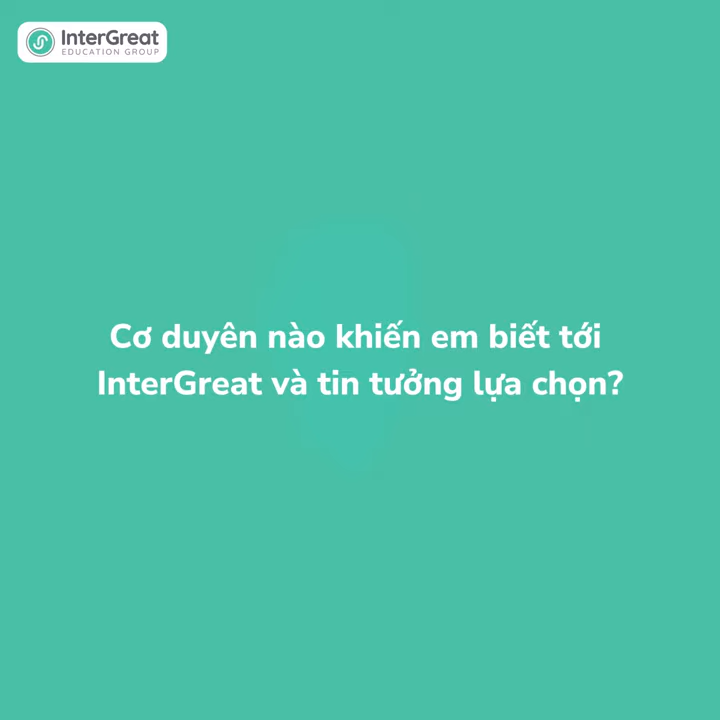 InterGreat
EDUCATION GROUP
Cơ duyên nào khiến em biết tới
InterGreat và tin tưởng lựa chọn?